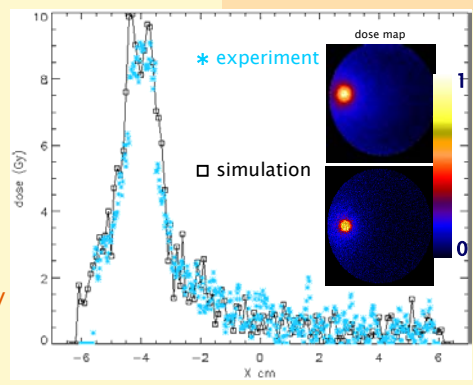 10
8
6
4
2
0
dose (Gy)
* experiment
□ simulation
dose map
1
0
-6 -4 -2 0 2 4 6
X cm
y